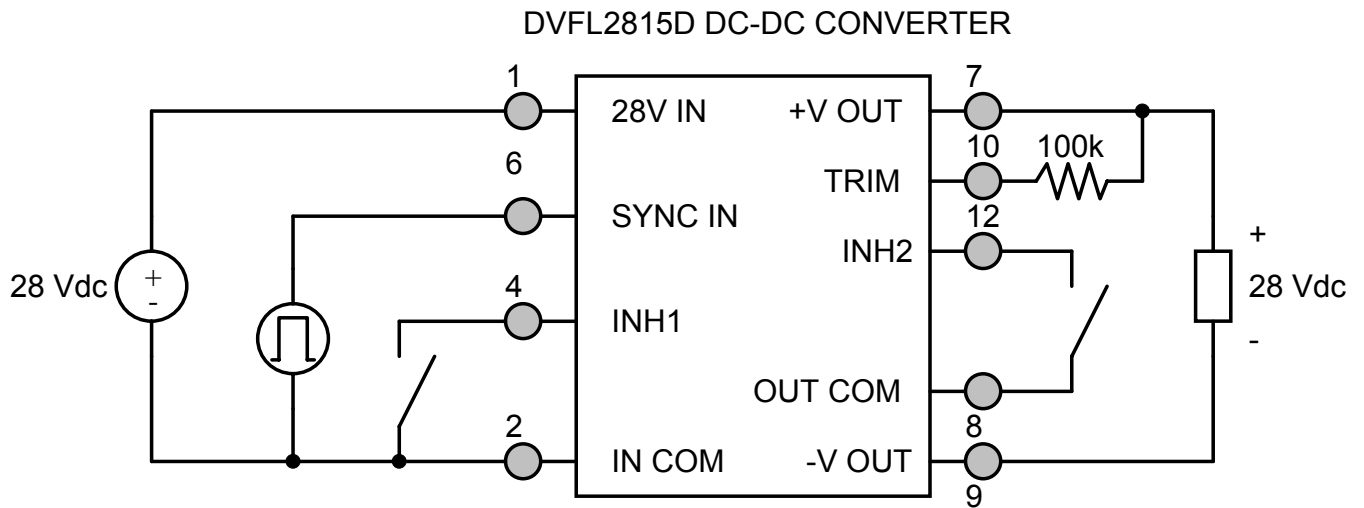 DVFL2815D DC-DC CONVERTER
1
28V IN
6
SYNC IN
4
INH1
2
IN COM
+V OUT
7
TRIM
10
100k
INH2
12
OUT COM
8
-V OUT
9
28 Vdc
+
-
+
28 Vdc
-